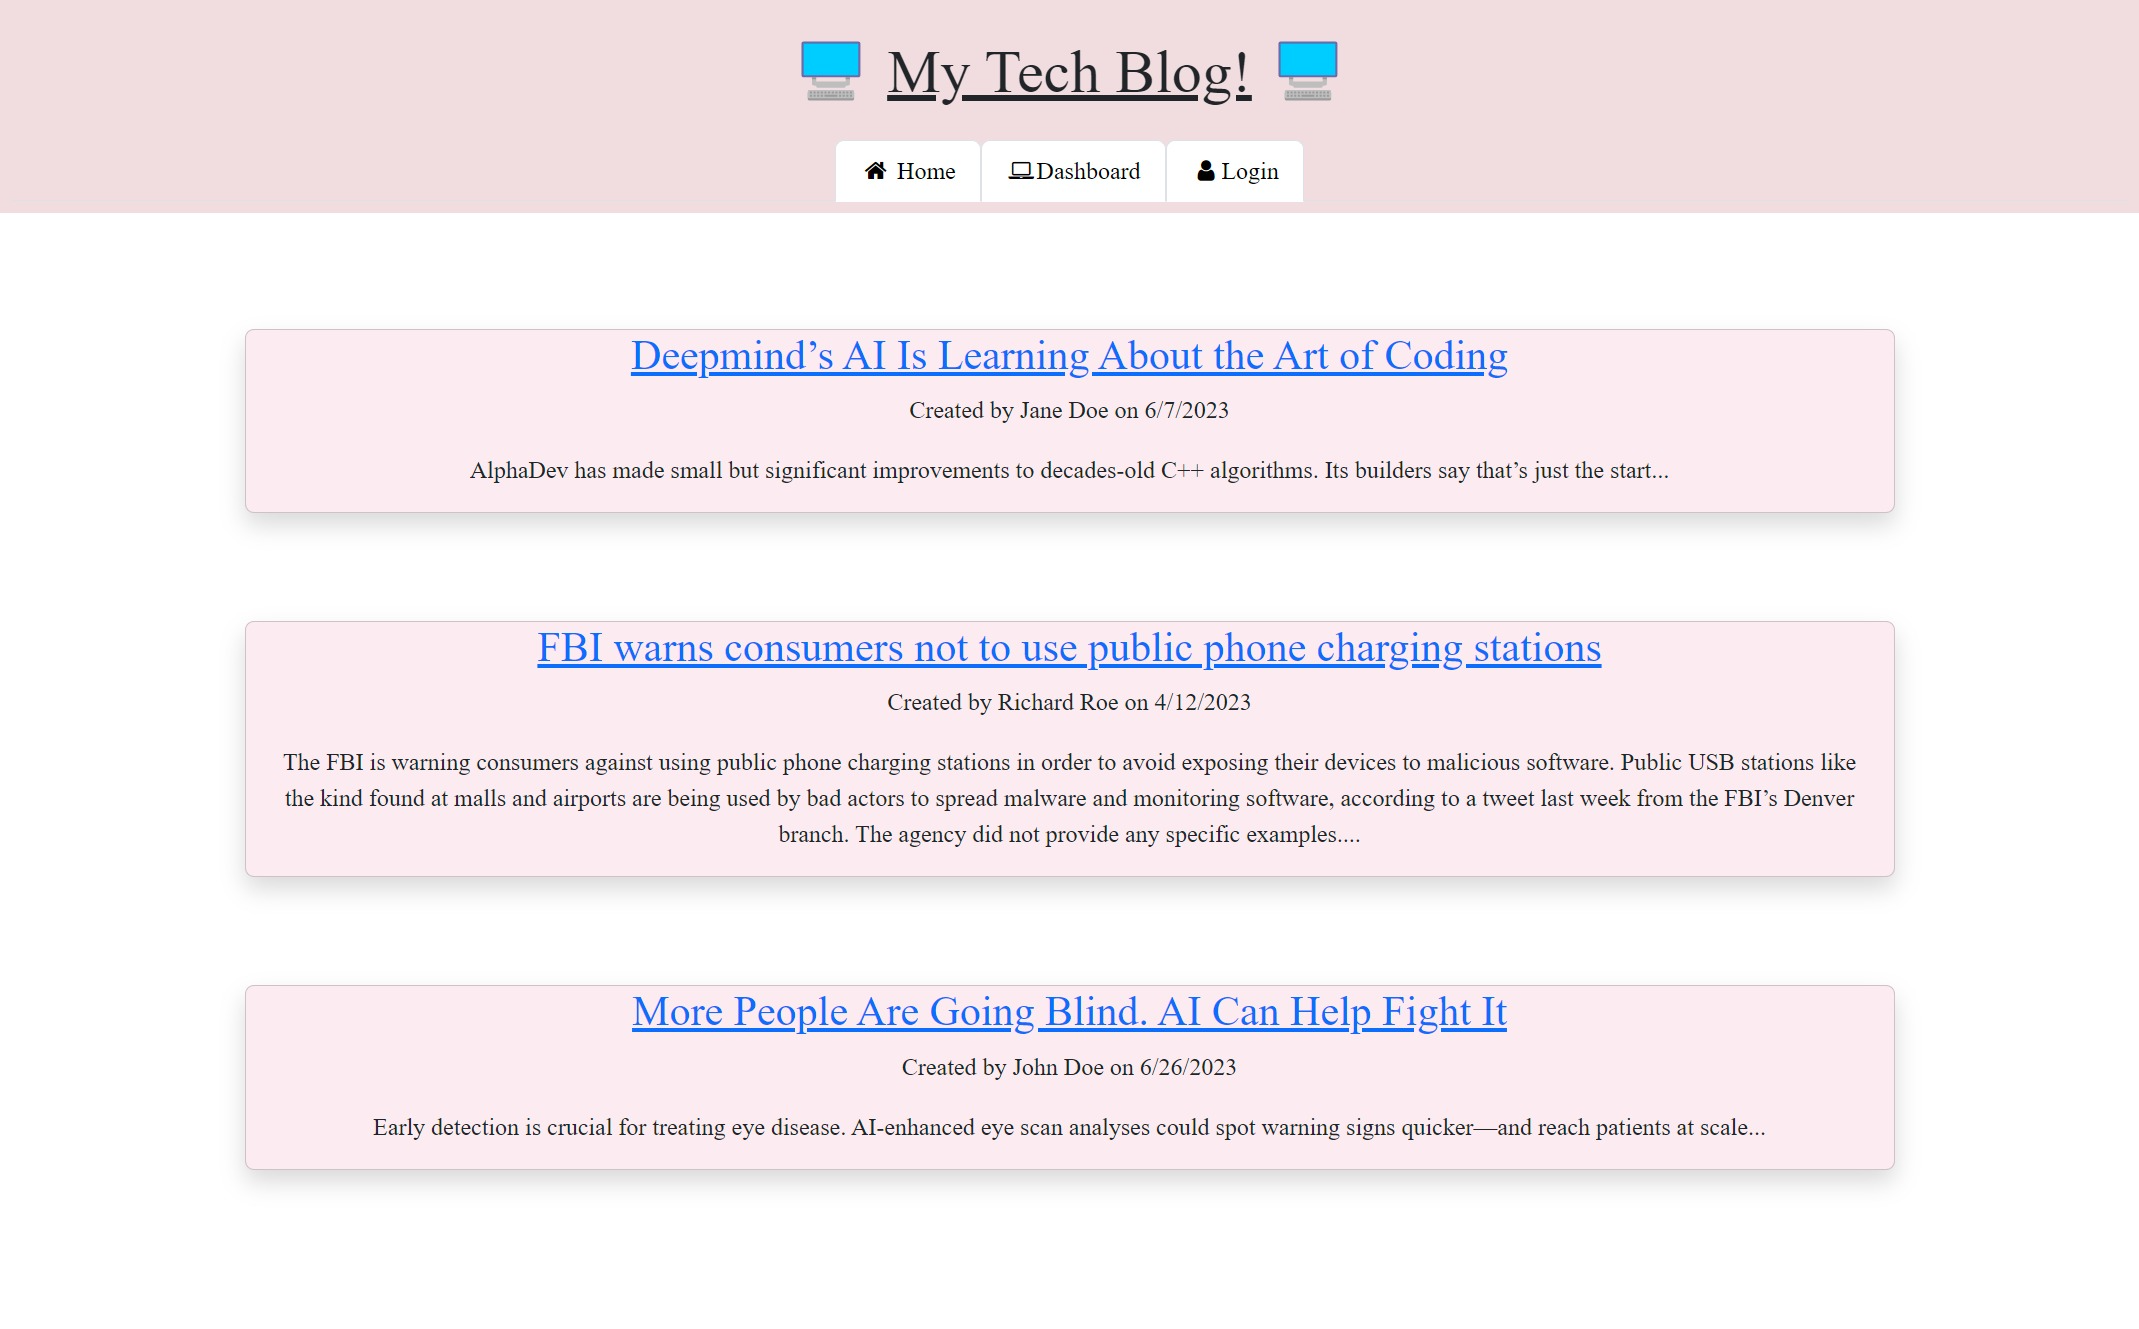 My Tech Blog!
Home
Dashboard
Login
Deepmind’s AI Is Learning About the Art of Coding
Created by Jane Doe on 6/7/2023
AlphaDev has made small but significant improvements to decades-old C++ algorithms. Its builders say that’s just the start...
FBI warns consumers not to use public phone charging stations
Created by Richard Roe on 4/12/2023
The FBI is warning consumers against using public phone charging stations in order to avoid exposing their devices to malicious software. Public USB stations like
the kind found at malls and airports are being used by bad actors to spread malware and monitoring software, according to a tweet last week from the FBI’s Denver
branch. The agency did not provide any specific examples....
More People Are Going Blind. AI Can Help Fight It
Created by John Doe on 6/26/2023
Early detection is crucial for treating eye disease. AI-enhanced eye scan analyses could spot warning signs quicker—and reach patients at scale...